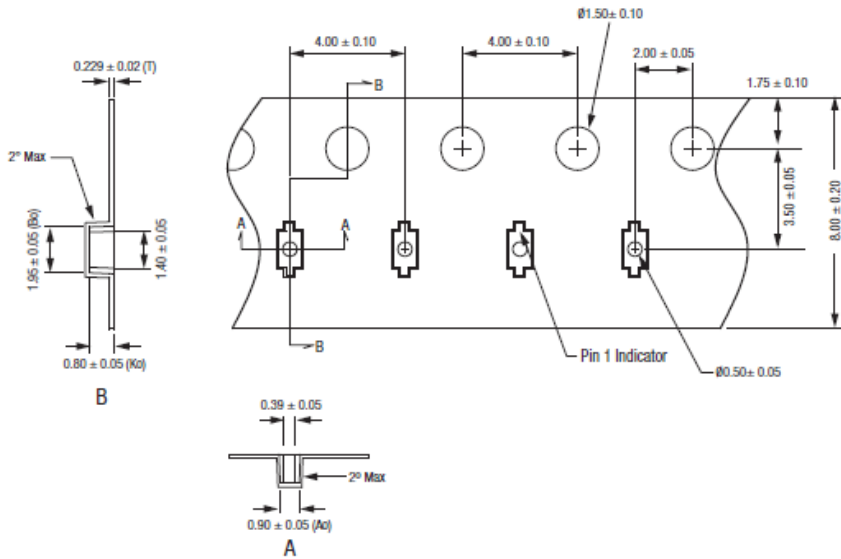 Ø1.50± 0.10
4.00 ± 0.10
4.00 ± 0.10
2.00 ± 0.05
0.229 ± 0.02 (T)
B
1.75 ± 0.10
2º Max
3.50 ± 0.05
8.00 ± 0.20
A
A
1.95 ± 0.05 (Bo)
1.40 ± 0.05
B
Pin 1 Indicator
0.80 ± 0.05 (Ko)
Ø0.50± 0.05
B
0.39 ± 0.05
2º Max
0.90 ± 0.05 (Ao)
A